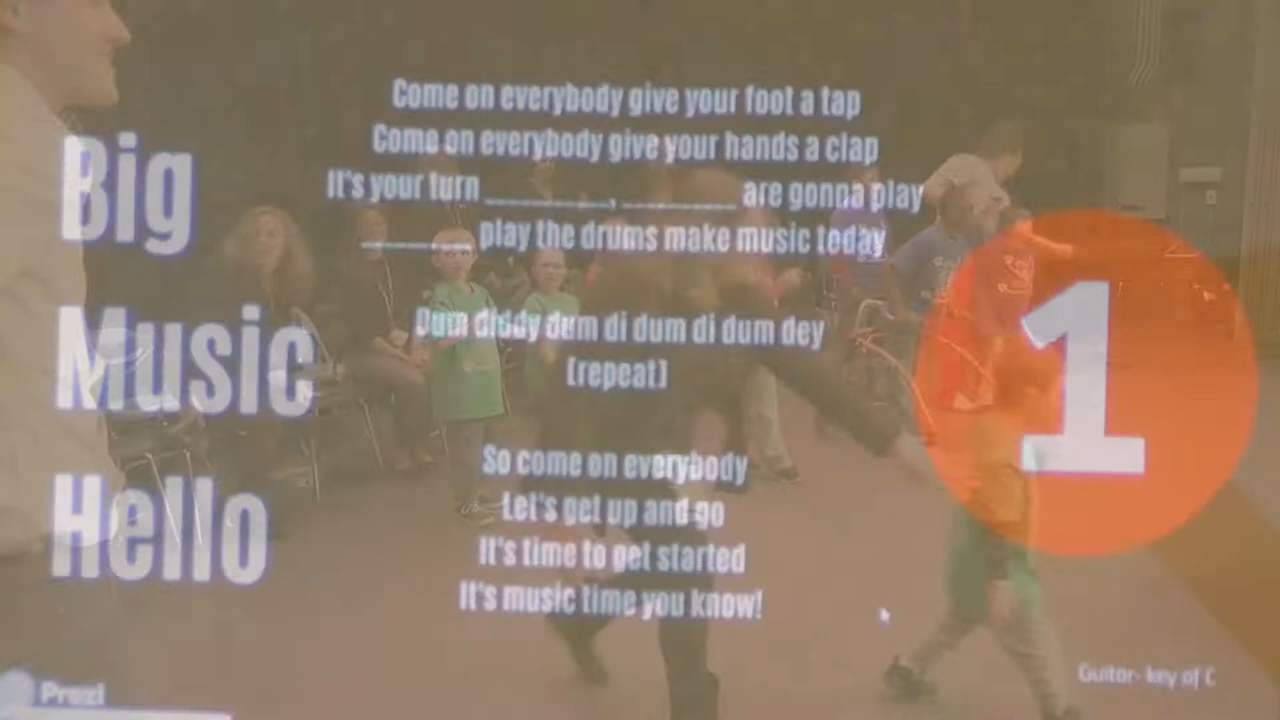 Big
Music
Hello
Come on everybody give your foot a tap
Come on everybody give your hands a clap
It's your turn _________, ________ are gonna play
________ play the drums make music today
Dum diddy dum di dum di dum dey
[repeat]
So come on everybody
Let's get up and go
It's time to get started
It's music time you know!
1
Guitar- key of C
Prezi